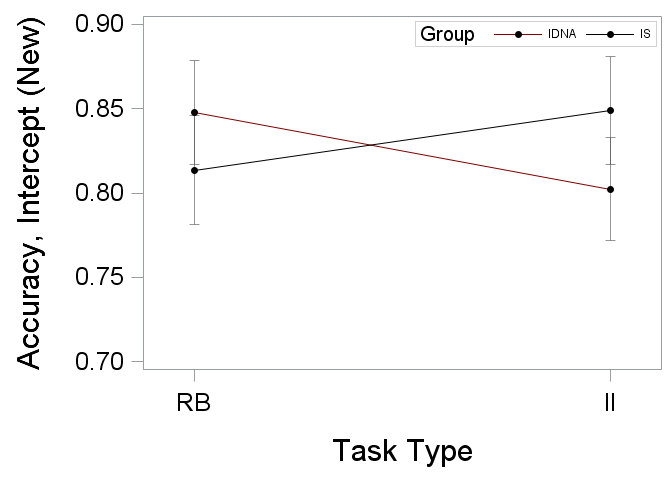 Group IDNA IS
0.90
0.85
0.80
0.75
0.70
Accuracy, Intercept (New)
RB II
Task Type